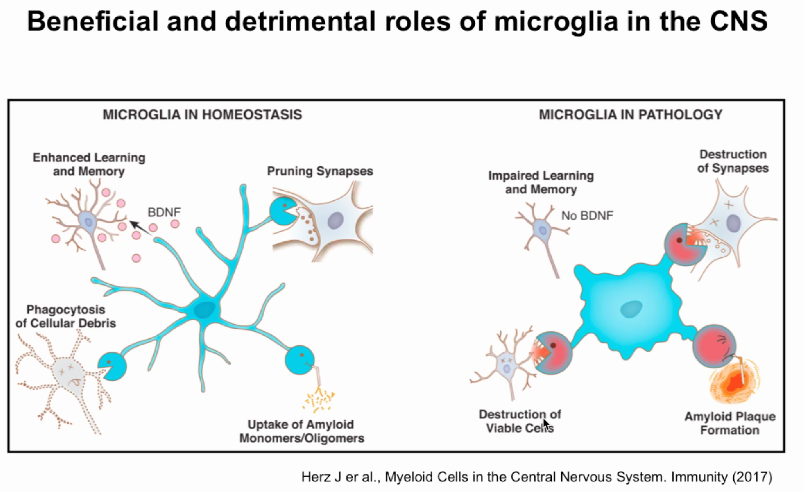 Beneficial and detrimental roles of microglia in the CNS
MICROGLIA IN HOMEOSTASIS
Enhanced Learning
and Memory
BDNF
Pruning Synapses
Phagocytosis
of Cellular Debris
Uptake of Amyloid
Monomers/Oligomers
MICROGLIA IN PATHOLOGY
Impaired Learning
and Memory
No BDNF
Destruction
of Synapses
Destruction of
Viable Cells
Amyloid Plaque
Formation
Herz J er al., Myeloid Cells in the Central Nervous System. Immunity (2017)